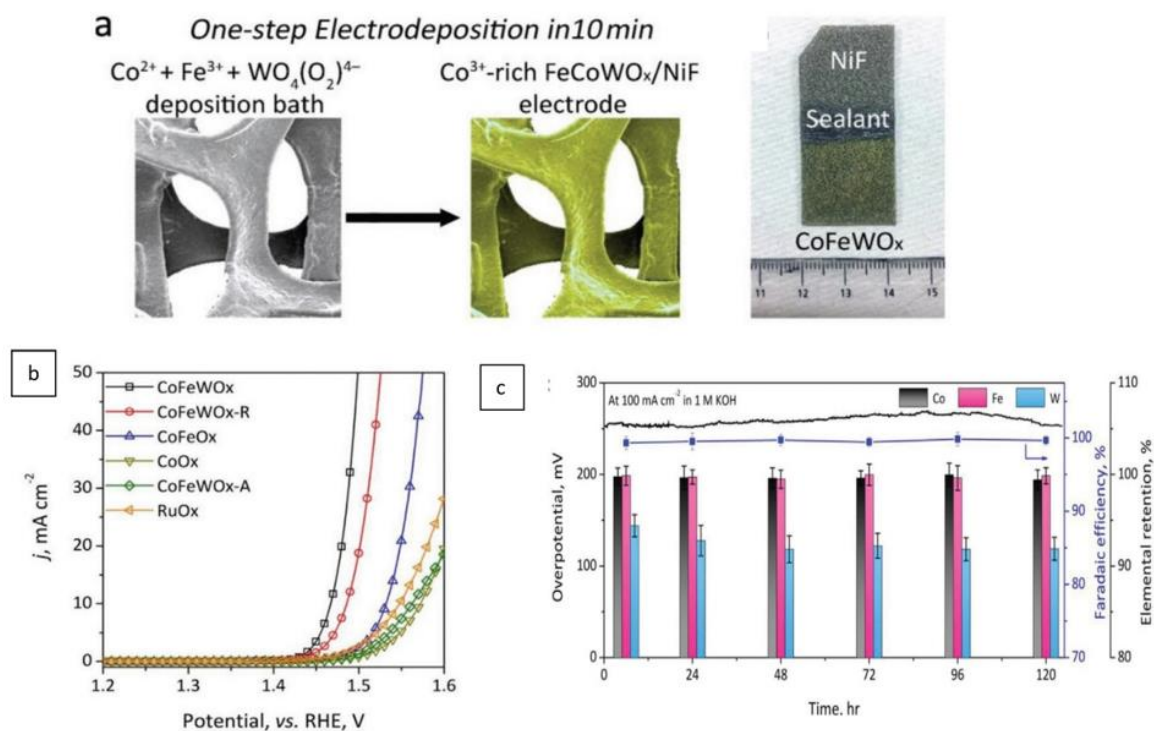 a
One-step Electrodeposition in10 min
Co²⁺ + Fe³⁺ + WO₄(O₂)⁴⁻
deposition bath
Co³⁺-rich FeCoWOₓ/NiF
electrode
NiF
Sealant
CoFeWOₓ
11 12 13 14 15
b
50
40
30
20
10
0
j, mA cm⁻²
CoFeWOx
CoFeWOx-R
CoFeOx
CoOx
CoFeWOx-A
RuOx
1.2 1.3 1.4 1.5 1.6
Potential, vs. RHE, V
c
300
200
100
0
Overpotential, mV
At 100 mA cm⁻² in 1 M KOH
Co Fe W
100
90
80
70
Faradaic efficiency, %
110
100
90
80
Elemental retention, %
0 24 48 72 96 120
Time. hr